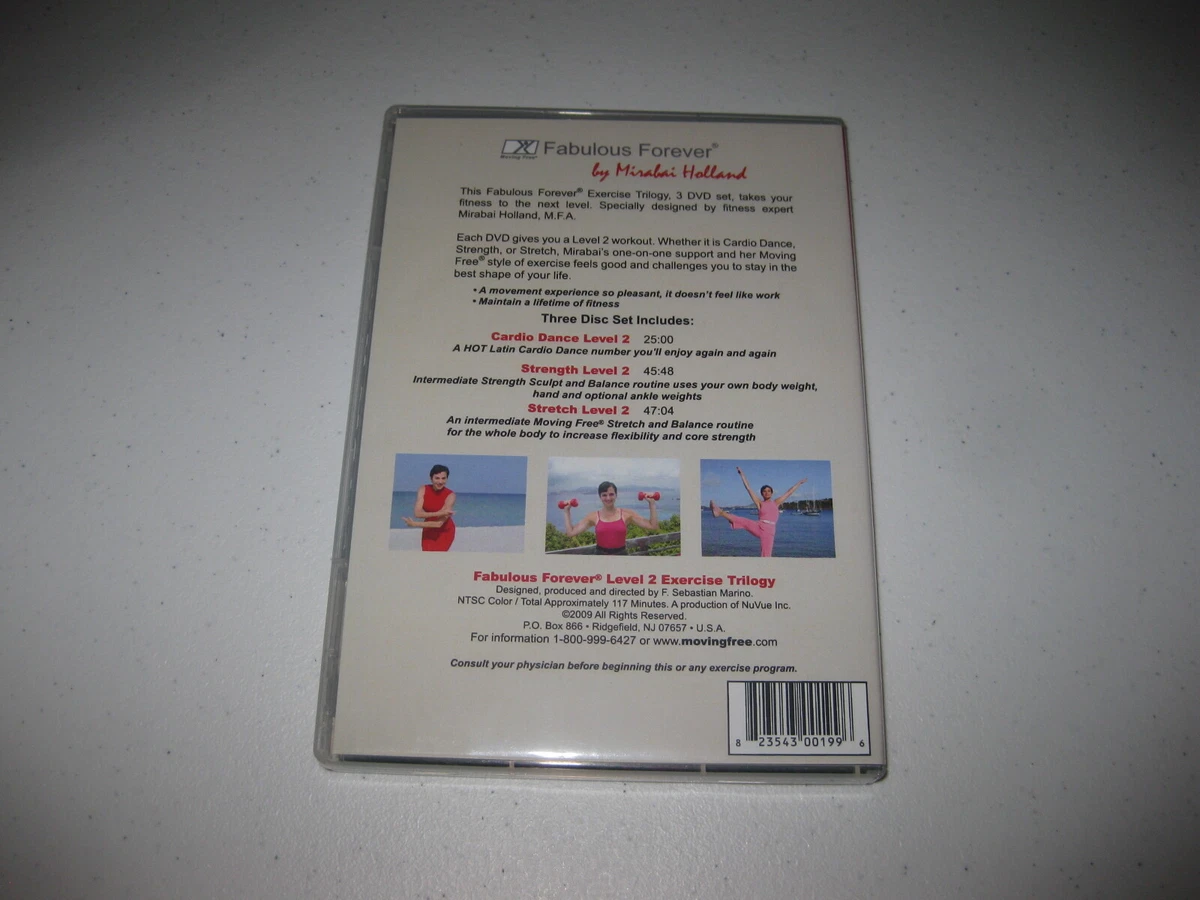 Fabulous Forever®
Moving Free®
by Mirabai Holland
This Fabulous Forever® Exercise Trilogy, 3 DVD set, takes your
fitness to the next level. Specially designed by fitness expert
Mirabai Holland, M.F.A.
Each DVD gives you a Level 2 workout. Whether it is Cardio Dance,
Strength, or Stretch, Mirabai's one-on-one support and her Moving
Free® style of exercise feels good and challenges you to stay in the
best shape of your life.
• A movement experience so pleasant, it doesn't feel like work
• Maintain a lifetime of fitness
Three Disc Set Includes:
Cardio Dance Level 2 25:00
A HOT Latin Cardio Dance number you'll enjoy again and again
Strength Level 2 45:48
Intermediate Strength Sculpt and Balance routine uses your own body weight,
hand and optional ankle weights
Stretch Level 2 47:04
An intermediate Moving Free® Stretch and Balance routine
for the whole body to increase flexibility and core strength
Fabulous Forever® Level 2 Exercise Trilogy
Designed, produced and directed by F. Sebastian Marino.
NTSC Color / Total Approximately 117 Minutes. A production of NuVue Inc.
©2009 All Rights Reserved.
P.O. Box 866 • Ridgefield, NJ 07657 • U.S.A.
For information 1-800-999-6427 or www.movingfree.com
Consult your physician before beginning this or any exercise program.
8 23543 00199 6